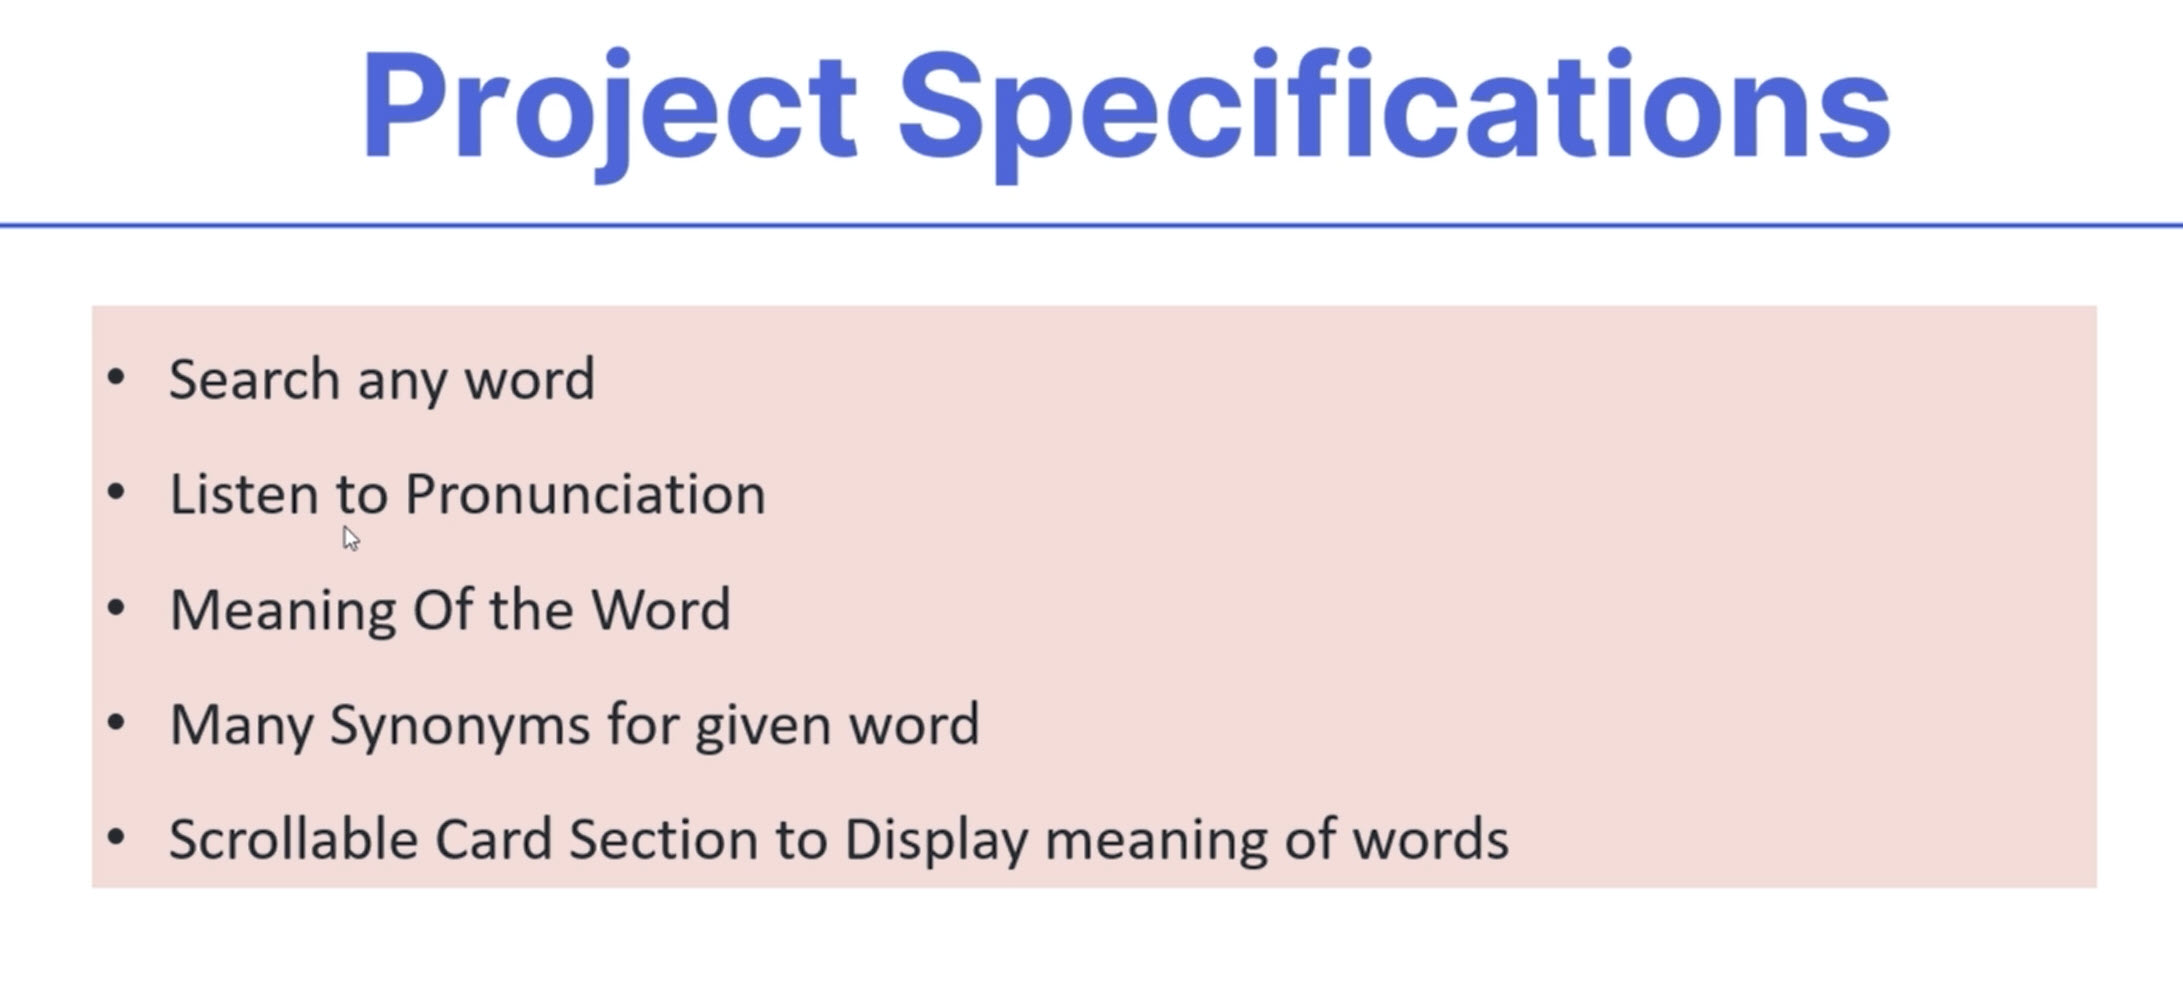 Project Specifications
• Search any word
• Listen to Pronunciation
• Meaning Of the Word
• Many Synonyms for given word
• Scrollable Card Section to Display meaning of words